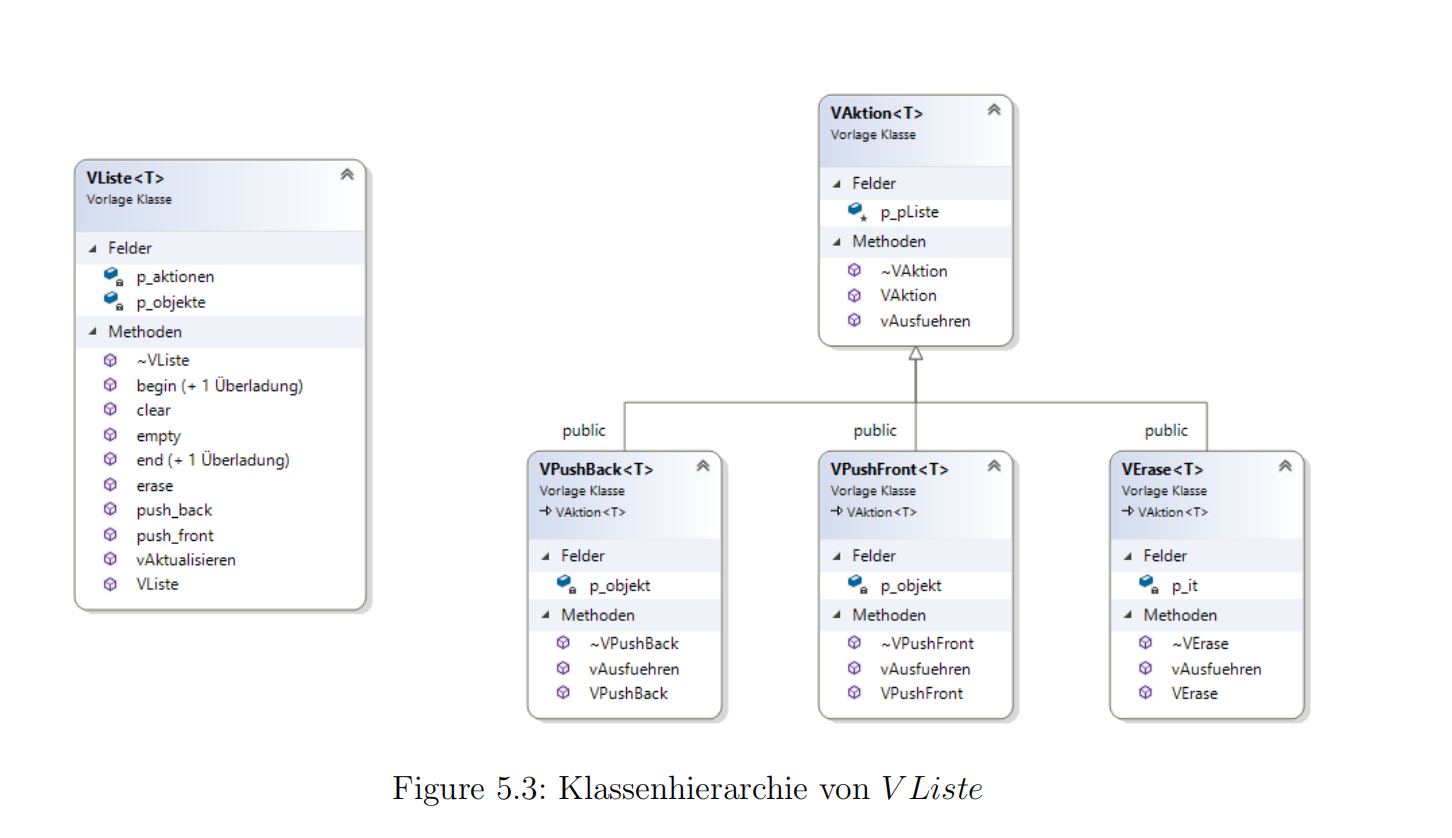 VListe<T>
Vorlage Klasse
Felder
p_aktionen
p_objekte
Methoden
~VListe
begin (+ 1 Überladung)
clear
empty
end (+ 1 Überladung)
erase
push_back
push_front
vAktualisieren
VListe
VAktion<T>
Vorlage Klasse
Felder
p_pListe
Methoden
~VAktion
VAktion
vAusfuehren
public
public
public
VPushBack<T>
Vorlage Klasse
VAktion<T>
Felder
p_objekt
Methoden
~VPushBack
vAusfuehren
VPushBack
VPushFront<T>
Vorlage Klasse
VAktion<T>
Felder
p_objekt
Methoden
~VPushFront
vAusfuehren
VPushFront
VErase<T>
Vorlage Klasse
VAktion<T>
Felder
p_it
Methoden
~VErase
vAusfuehren
VErase
Figure 5.3: Klassenhierarchie von VListe